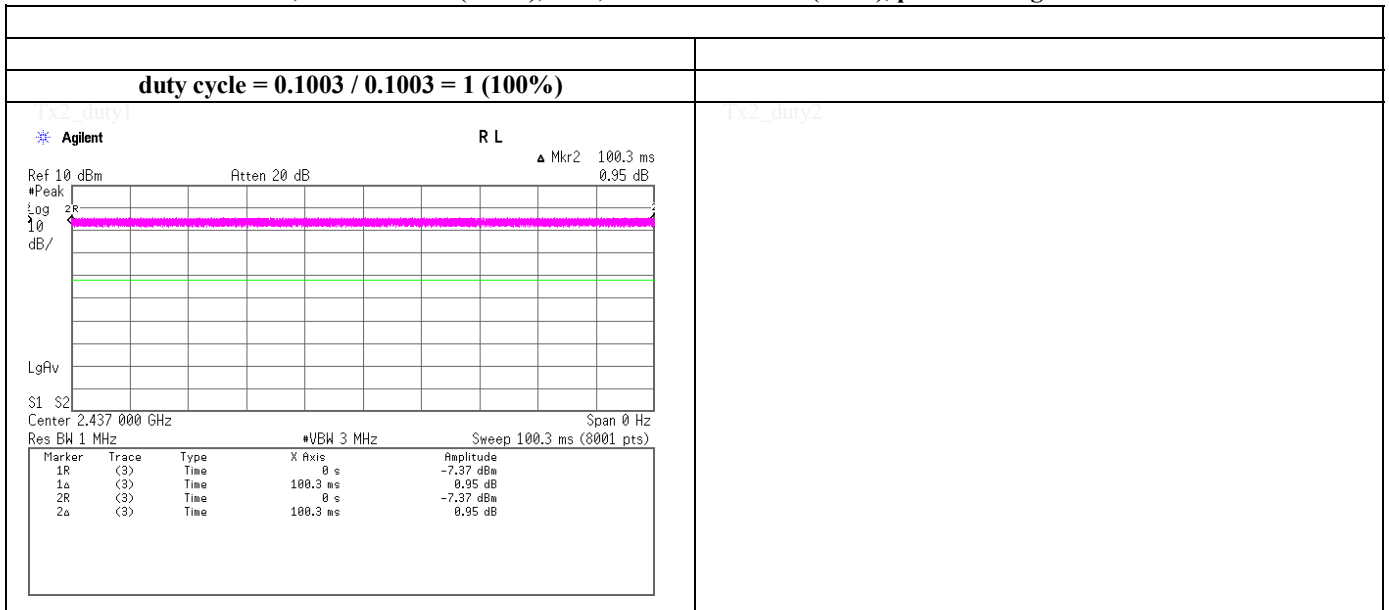 duty cycle = 0.1003 / 0.1003 = 1 (100%)
Tx2_duty1
Tx2_duty2
Agilent
R L
Δ Mkr2 100.3 ms
Ref 10 dBm Atten 20 dB 0.95 dB
#Peak
Log
2R
10
dB/
LgAv
S1 S2
Center 2.437 000 GHz Span 0 Hz
Res BW 1 MHz #VBW 3 MHz Sweep 100.3 ms (8001 pts)
Marker Trace Type X Axis Amplitude
1R (3) Time 0 s -7.37 dBm
1Δ (3) Time 100.3 ms 0.95 dB
2R (3) Time 0 s -7.37 dBm
2Δ (3) Time 100.3 ms 0.95 dB